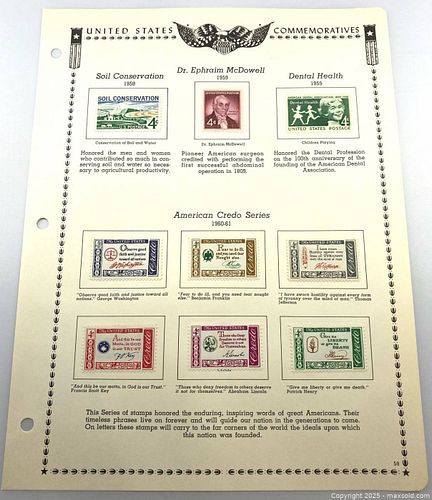 UNITED STATES COMMEMORATIVES
Soil Conservation
1959
Dr. Ephraim McDowell
1959
Dental Health
1959
SOIL CONSERVATION
4¢
Dental Health
UNITED STATES POSTAGE
Conservation of Soil and Water
Dr. Ephraim McDowell
Children Playing
Honored the men and women
who contributed so much in con-
serving soil and water so neces-
sary to agricultural productivity.
Pioneer American surgeon
credited with performing the
first successful abdominal
operation in 1809.
Honored the Dental Profession
on the 100th anniversary of the
founding of the American Dental
Association.
American Credo Series
1960-61
"Observe good faith and justice toward all
nations." George Washington
"Fear to do ill, and you need fear nought
else." Benjamin Franklin
"I have sworn hostility against every form
of tyranny over the mind of man." Thomas
Jefferson
"And this be our motto, in God is our Trust."
Francis Scott Key
"Those who deny freedom to others deserve
it not for themselves." Abraham Lincoln
"Give me liberty or give me death."
Patrick Henry
This Series of stamps honored the enduring, inspiring words of great Americans. Their
timeless phrases live on forever and will guide our nation in the generations to come.
On letters these stamps will carry to the far corners of the world the ideals upon which
this nation was founded.
© Copyright 2025 - maxsold.com